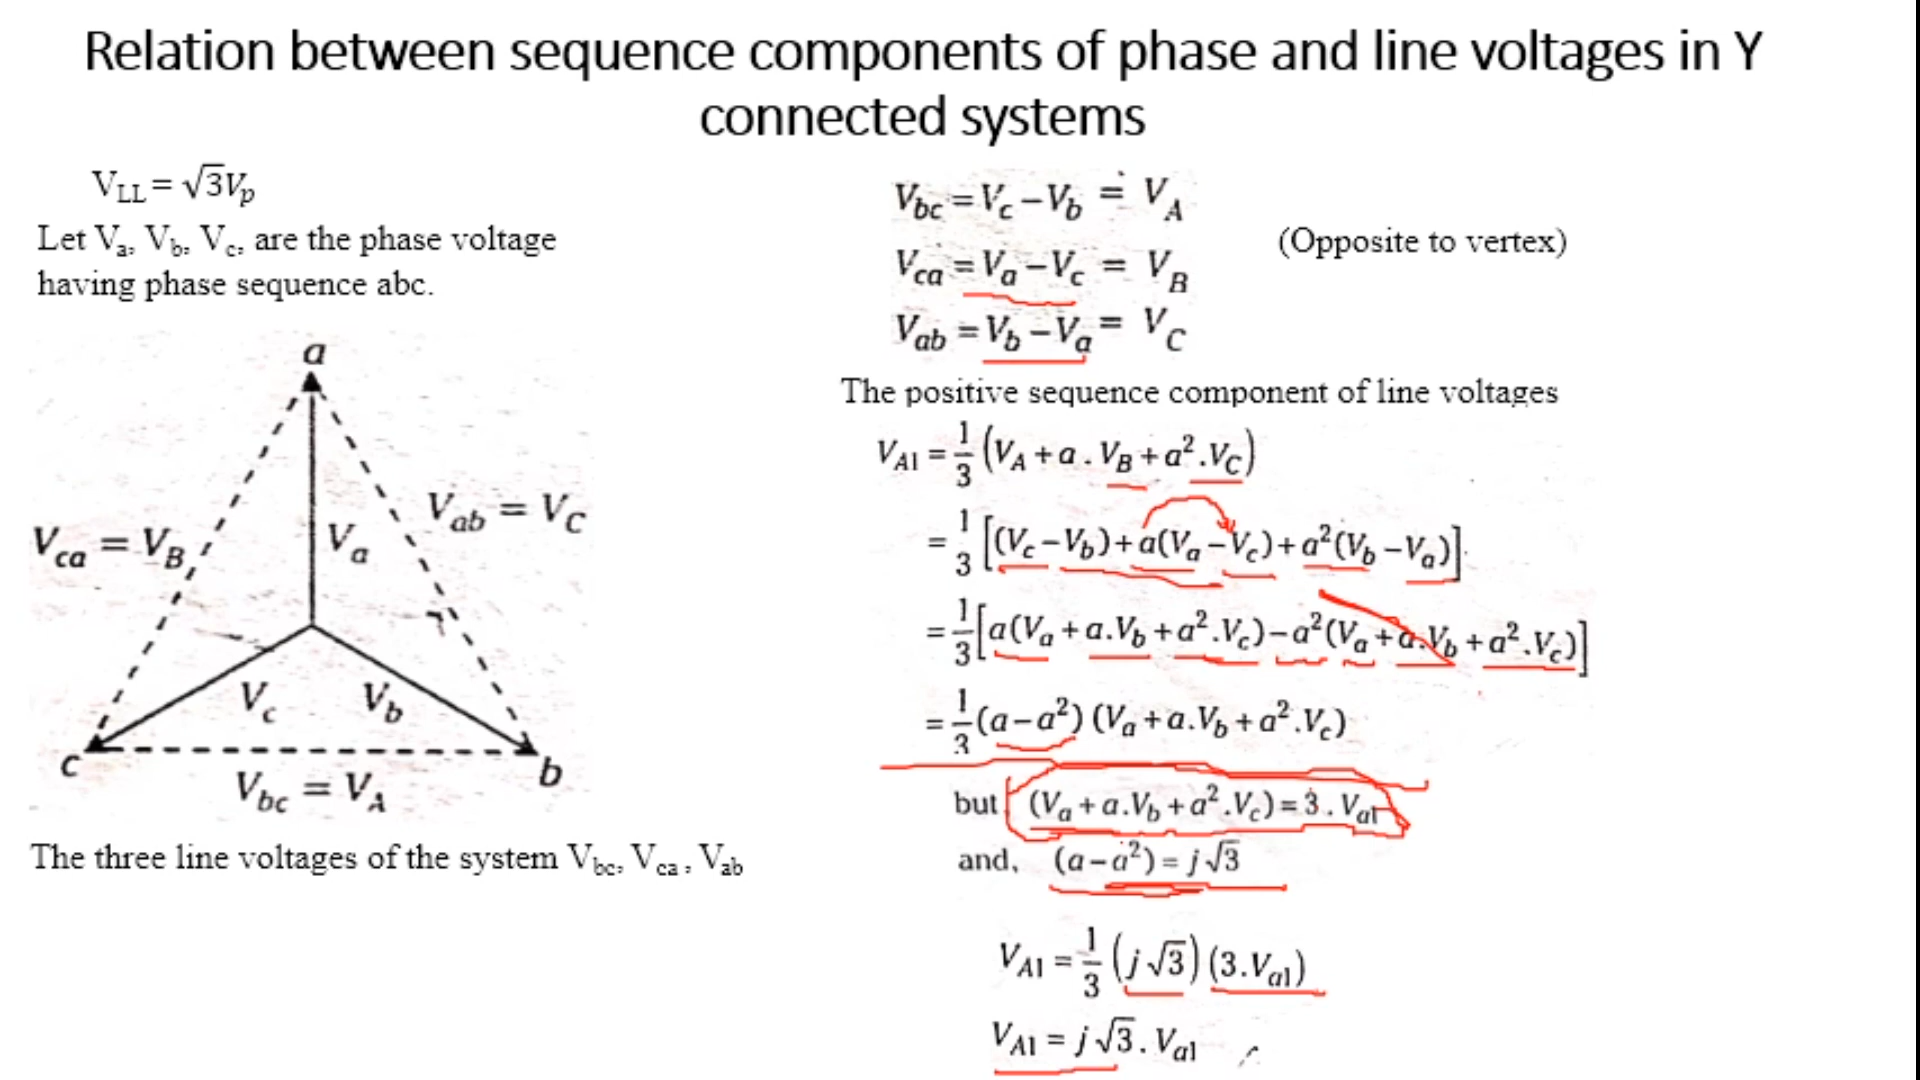 Relation between sequence components of phase and line voltages in Y
connected systems
V_LL = √3V_p
Let V_a, V_b, V_c, are the phase voltage
having phase sequence abc.
a
V_ca = V_B
V_a
V_ab = V_C
V_c
V_b
c
b
V_bc = V_A
The three line voltages of the system V_bc, V_ca, V_ab
V_bc = V_c − V_b = V_A
V_ca = V_a − V_c = V_B
(Opposite to vertex)
V_ab = V_b − V_a = V_C
The positive sequence component of line voltages
V_A1 = 1/3 (V_A + a . V_B + a² .V_C)
= 1/3 [(V_c − V_b) + a(V_a − V_c) + a²(V_b − V_a)]
= 1/3 [a(V_a + a.V_b + a².V_c) − a²(V_a + a.V_b + a².V_c)]
= 1/3 (a − a²) (V_a + a.V_b + a².V_c)
but (V_a + a.V_b + a².V_c) = 3 . V_a1
and, (a − a²) = j√3
V_A1 = 1/3 (j√3) (3.V_a1)
V_A1 = j√3 . V_a1